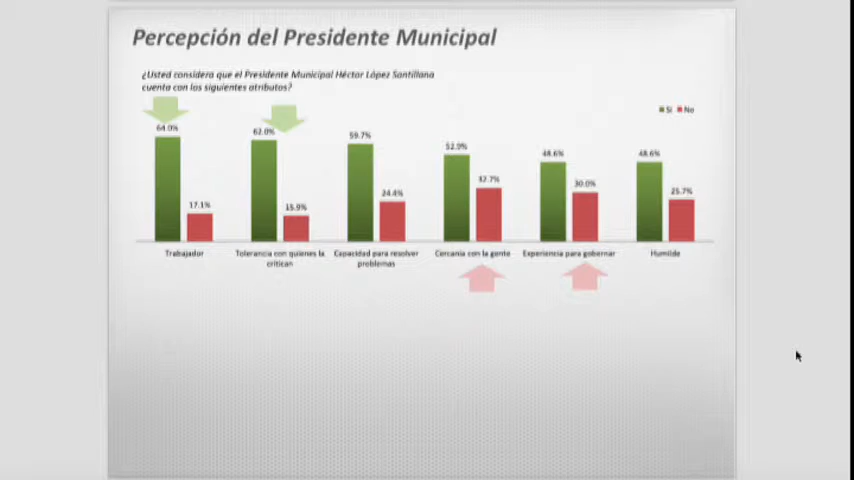 Percepción del Presidente Municipal
¿Usted considera que el Presidente Municipal Héctor López Santillana
cuenta con los siguientes atributos?
Si No
64.0% 62.0% 59.7% 52.9% 48.6% 48.6%
17.1% 15.9% 24.4% 32.7% 30.0% 25.7%
Trabajador Tolerancia con quienes la Capacidad para resolver Cercanía con la gente Experiencia para gobernar Humilde
critican problemas